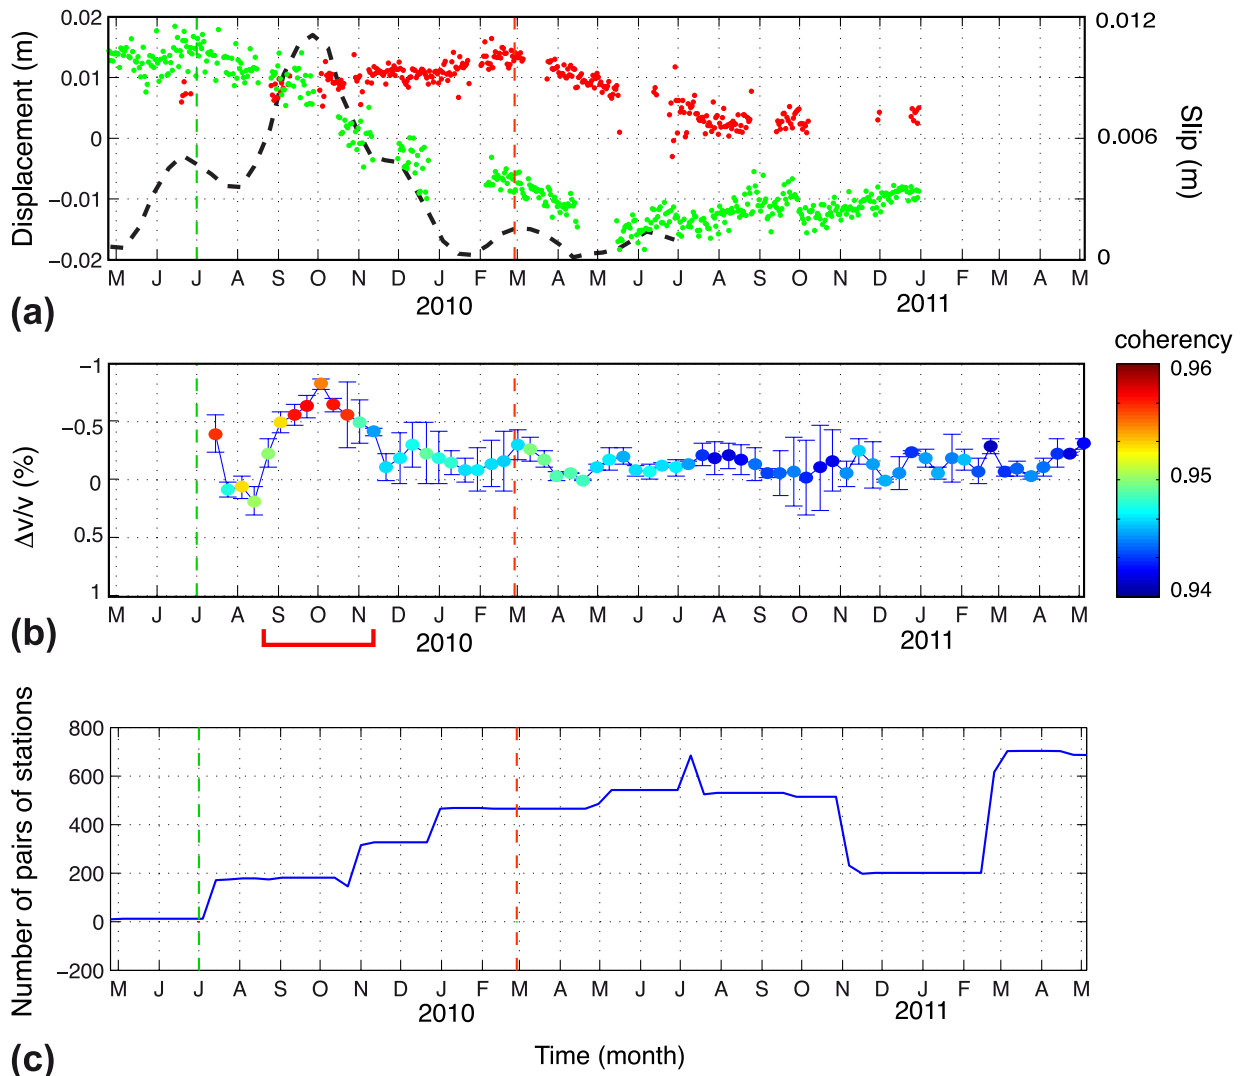 Displacement (m)
0.02
0.01
0
−0.01
−0.02
0.012
0.006
0
Slip (m)
M J J A S O N D J F M A M J J A S O N D J F M A M
2010 2011
(a)
Δv/v (%)
−1
−0.5
0
0.5
1
coherency
0.96
0.95
0.94
M J J A S O N D J F M A M J J A S O N D J F M A M
2010 2011
(b)
Number of pairs of stations
800
600
400
200
0
−200
M J J A S O N D J F M A M J J A S O N D J F M A M
2010 2011
Time (month)
(c)